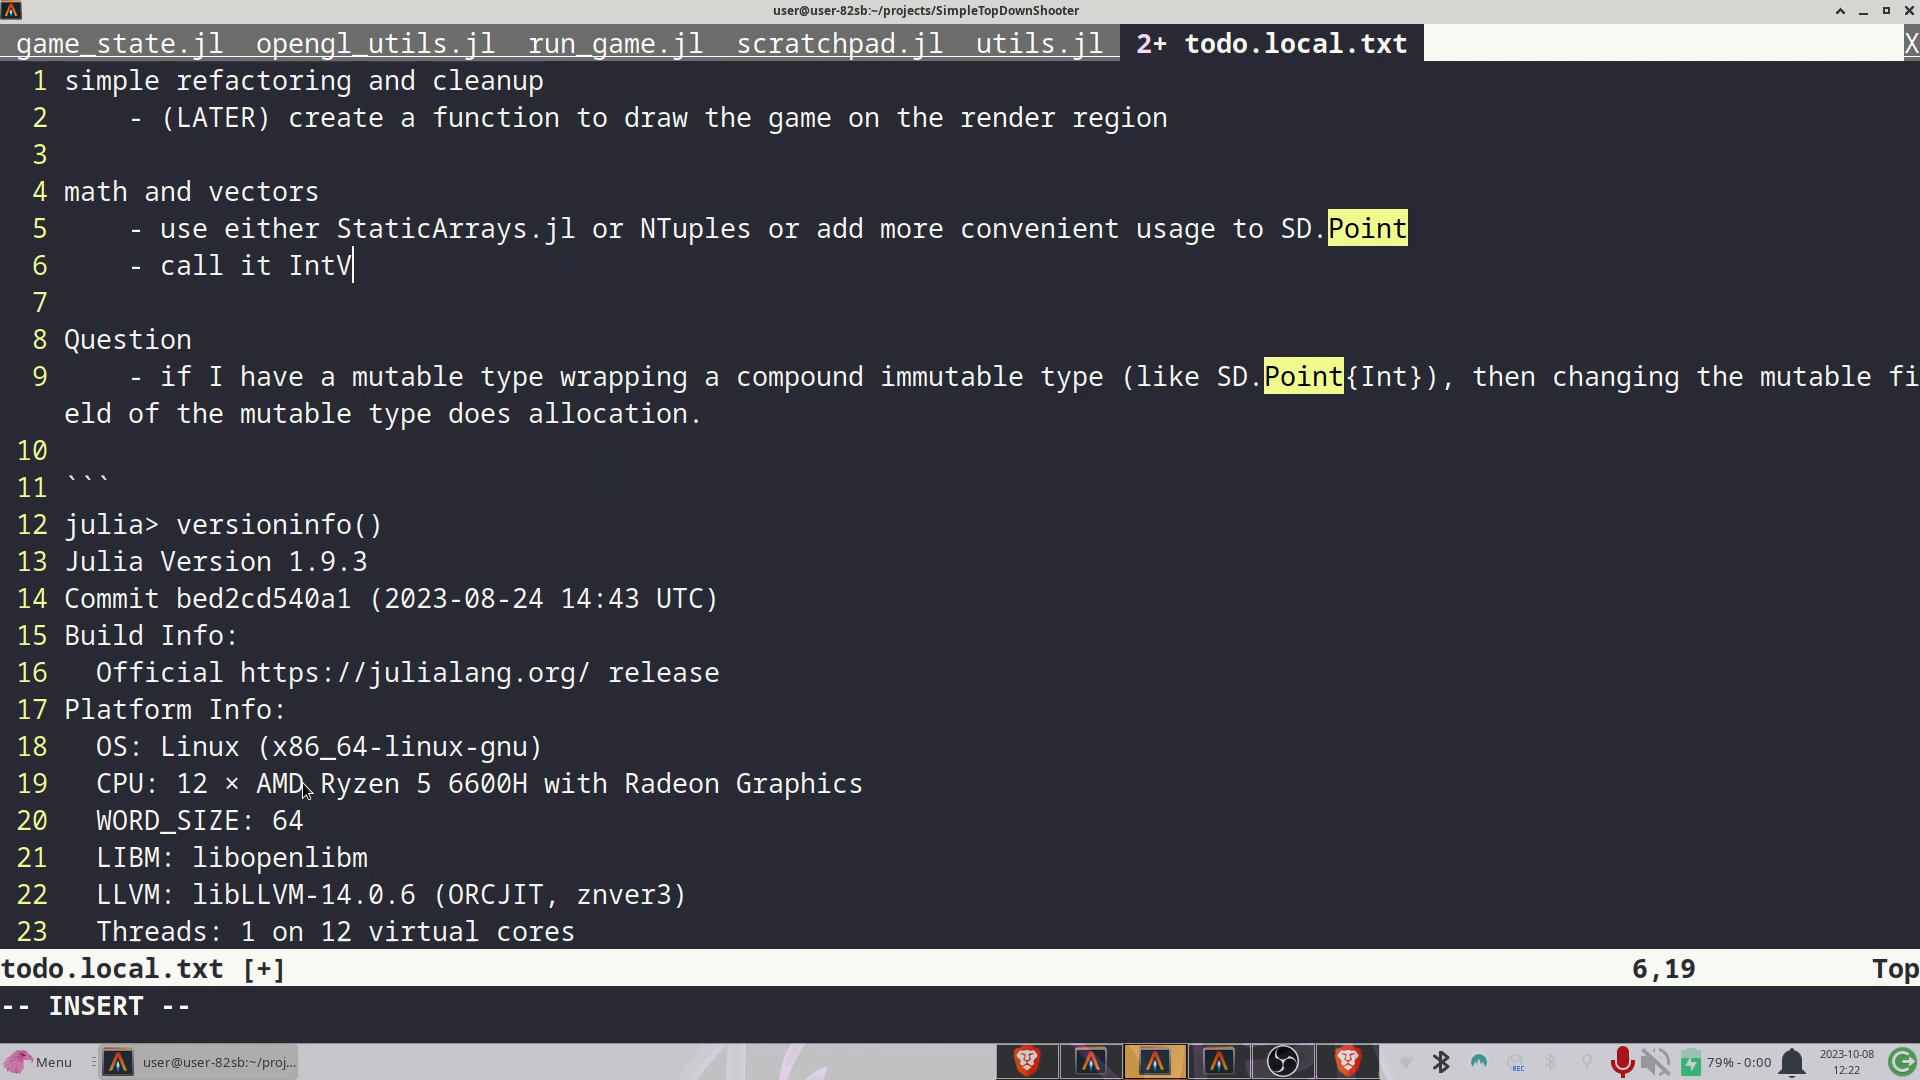 user@user-82sb:~/projects/SimpleTopDownShooter
game_state.jl opengl_utils.jl run_game.jl scratchpad.jl utils.jl 2+ todo.local.txt X
1 simple refactoring and cleanup
2     - (LATER) create a function to draw the game on the render region
3
4 math and vectors
5     - use either StaticArrays.jl or NTuples or add more convenient usage to SD.Point
6     - call it IntV
7
8 Question
9     - if I have a mutable type wrapping a compound immutable type (like SD.Point{Int}), then changing the mutable fi
eld of the mutable type does allocation.
10
11 ```
12 julia> versioninfo()
13 Julia Version 1.9.3
14 Commit bed2cd540a1 (2023-08-24 14:43 UTC)
15 Build Info:
16   Official https://julialang.org/ release
17 Platform Info:
18   OS: Linux (x86_64-linux-gnu)
19   CPU: 12 × AMD Ryzen 5 6600H with Radeon Graphics
20   WORD_SIZE: 64
21   LIBM: libopenlibm
22   LLVM: libLLVM-14.0.6 (ORCJIT, znver3)
23   Threads: 1 on 12 virtual cores
todo.local.txt [+] 6,19 Top
-- INSERT --
Menu user@user-82sb:~/proj... REC 79% - 0:00 2023-10-08
12:22